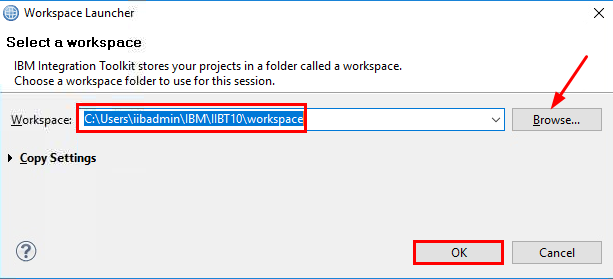 Workspace Launcher
Select a workspace
IBM Integration Toolkit stores your projects in a folder called a workspace.
Choose a workspace folder to use for this session.
Workspace: C:\Users\iibadmin\IBM\IIBT10\workspace Browse...
Copy Settings
? OK Cancel